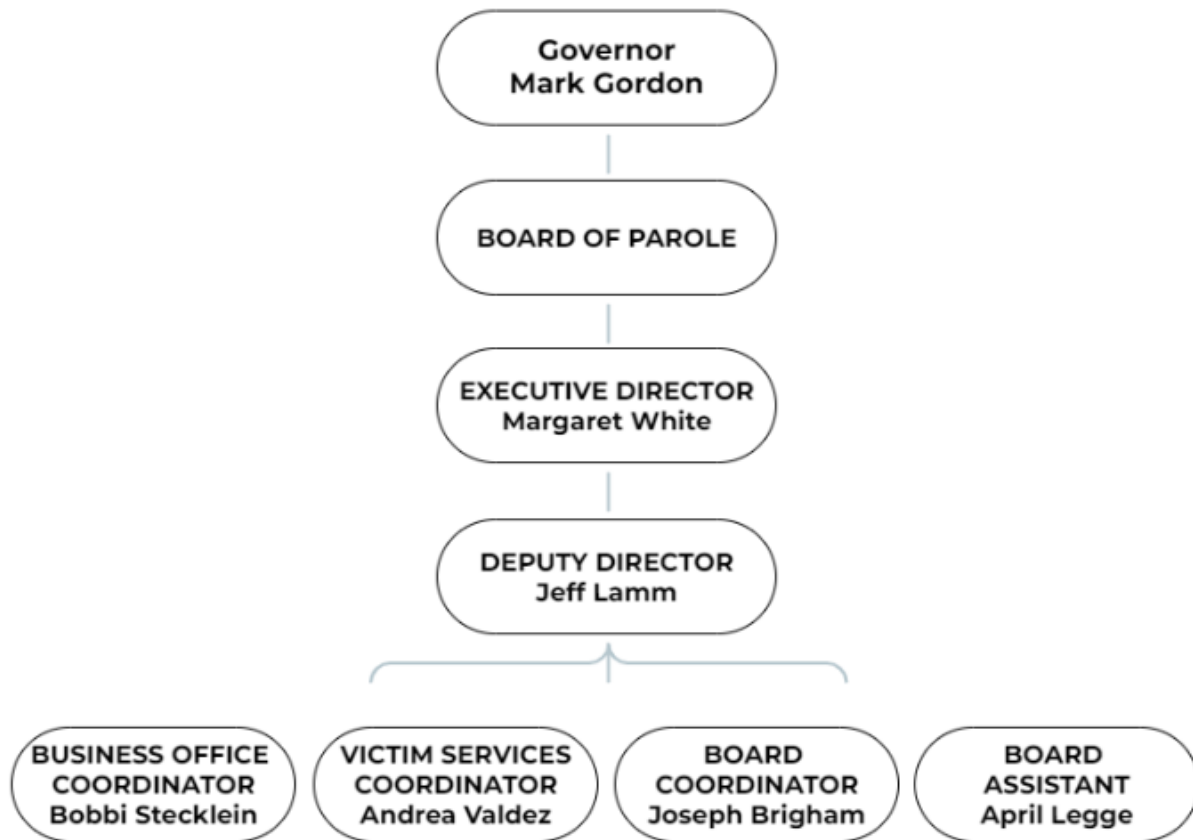 Governor
Mark Gordon
BOARD OF PAROLE
EXECUTIVE DIRECTOR
Margaret White
DEPUTY DIRECTOR
Jeff Lamm
BUSINESS OFFICE
COORDINATOR
Bobbi Stecklein
VICTIM SERVICES
COORDINATOR
Andrea Valdez
BOARD
COORDINATOR
Joseph Brigham
BOARD
ASSISTANT
April Legge